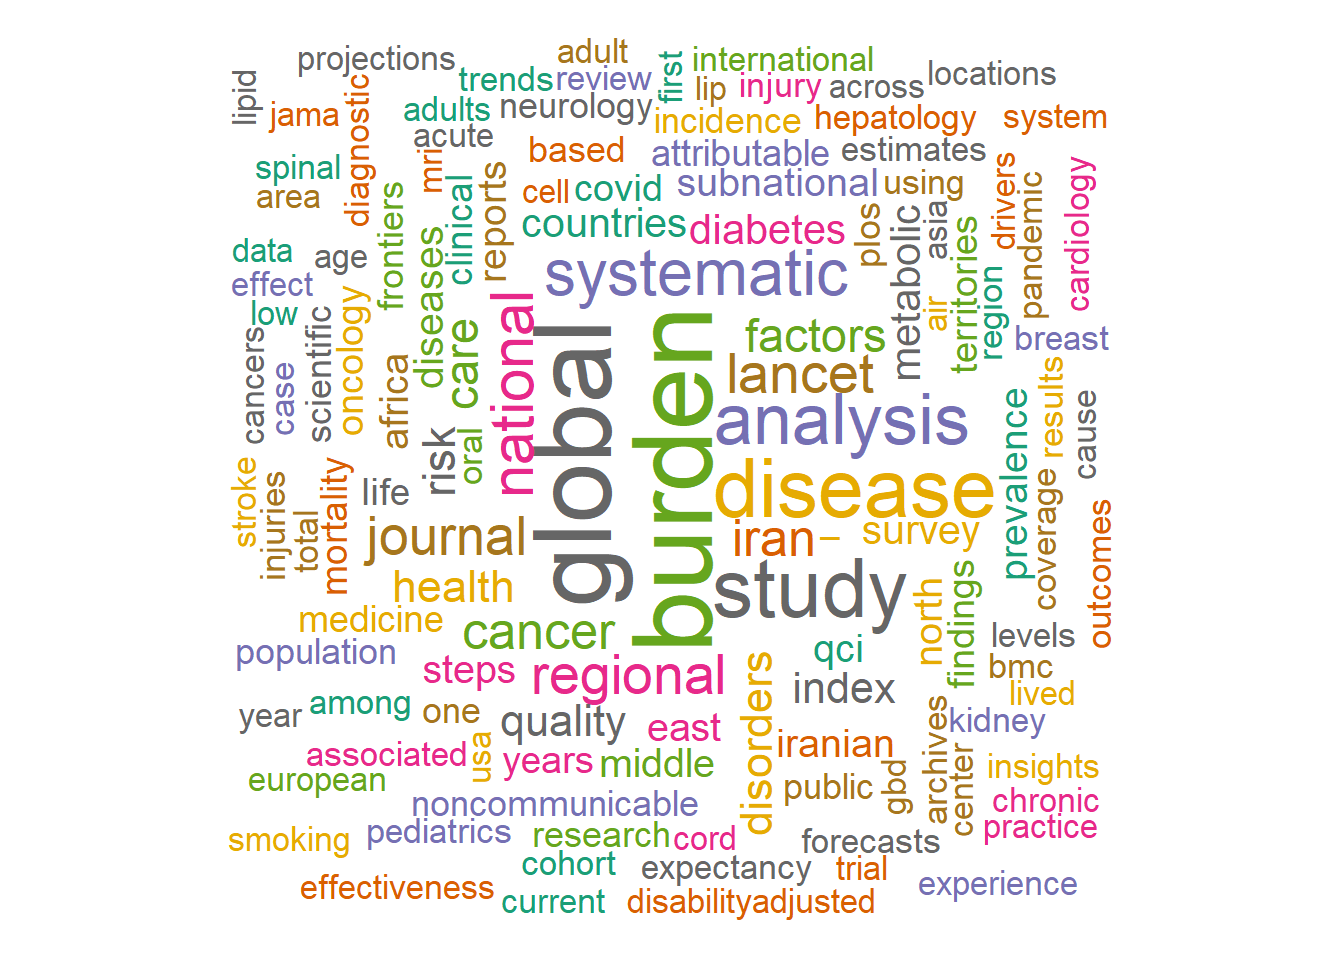 adult
international
projections
first
trends
review
lip
injury
across
locations
lipid
jama
diagnostic
adults
neurology
incidence
hepatology
system
acute
mri
based
attributable
estimates
spinal
area
frontiers
clinical
reports
cell
covid
subnational
using
drivers
pandemic
cardiology
countries
diabetes
plos
metabolic
asia
territories
data
age
diseases
systematic
air
region
effect
low
cancers
case
scientific
oncology
africa
care
national
global
burden
factors
breast
lancet
analysis
prevalence
results
cause
risk
oral
stroke
injuries
total
mortality
life
disease
coverage
outcomes
journal
iran
–
survey
health
study
north
findings
medicine
cancer
qci
levels
population
steps
regional
disorders
index
bmc
lived
year
among
one
quality
east
iranian
archives
kidney
associated
usa
years
middle
public
gbd
center
insights
european
noncommunicable
chronic
smoking
pediatrics
research
cord
forecasts
practice
cohort
expectancy
trial
effectiveness
current
disabilityadjusted
experience